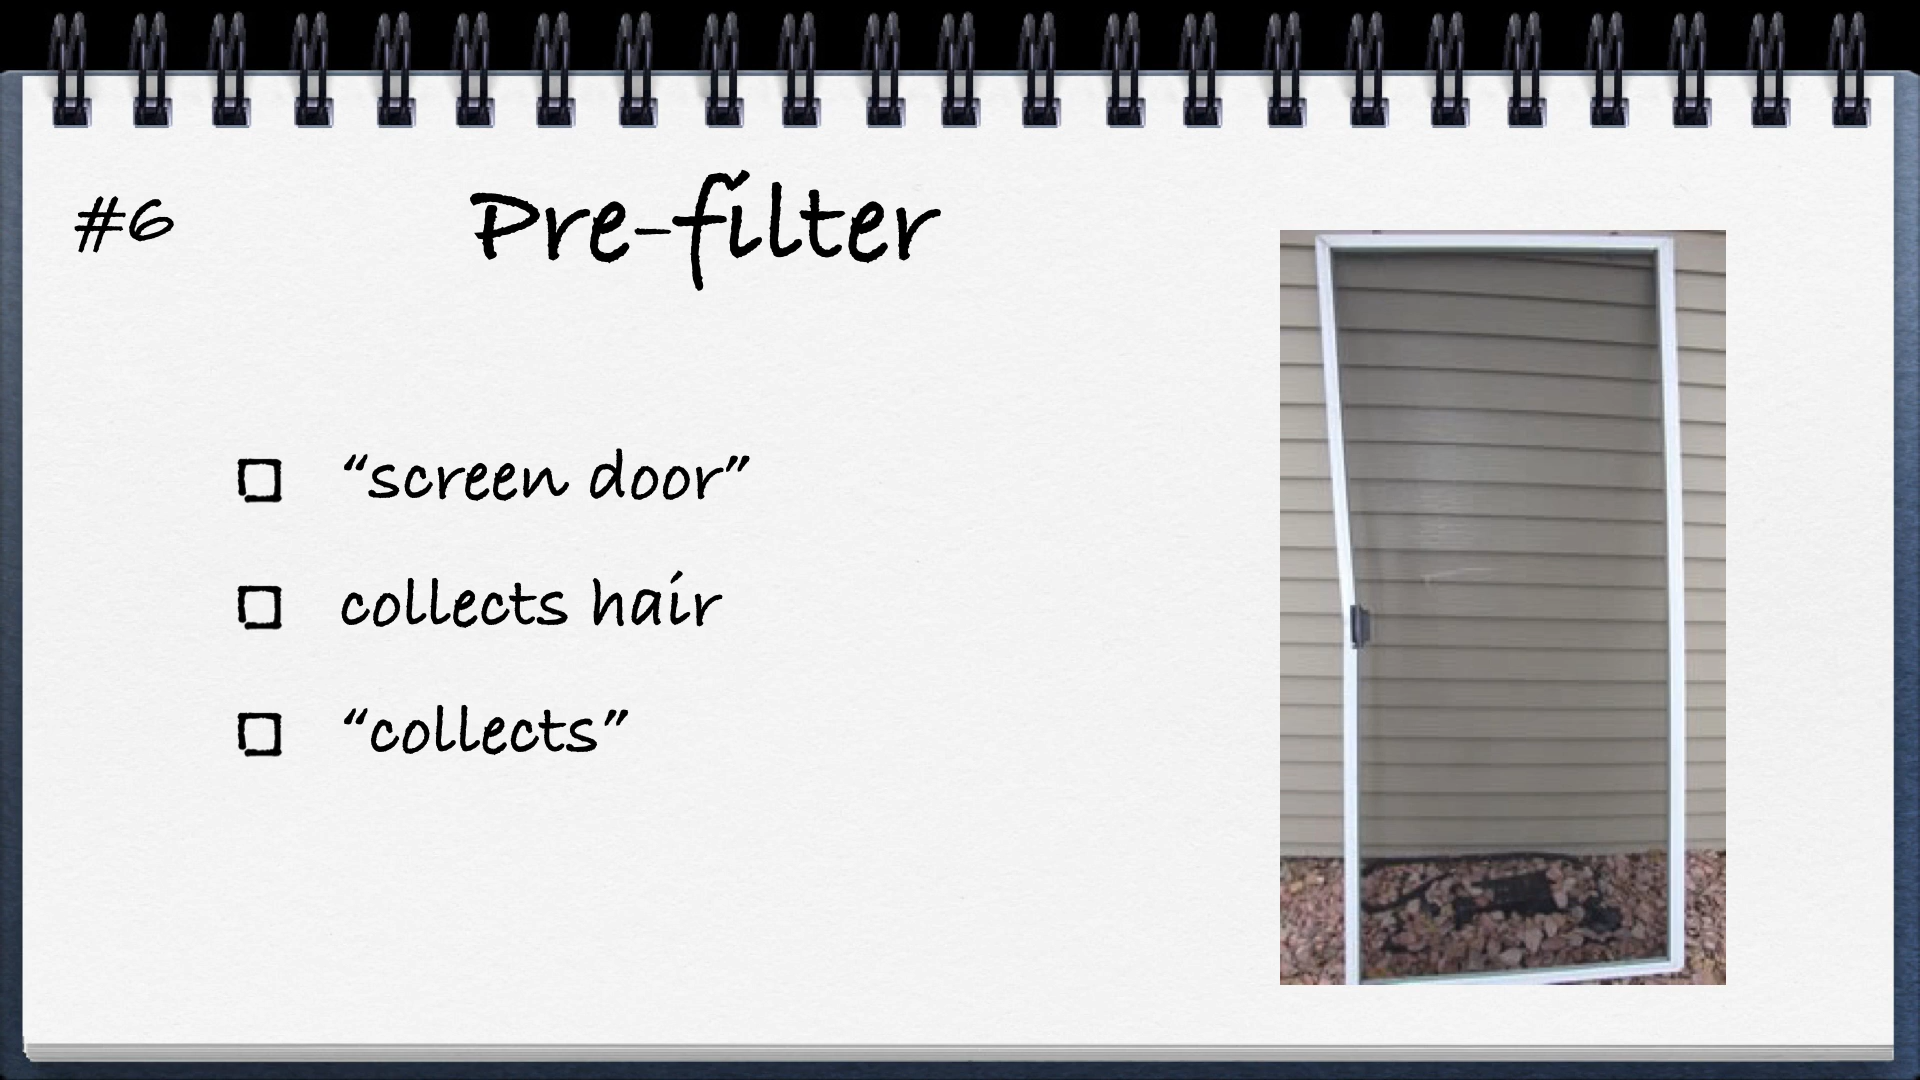 #6
Pre-filter
“screen door”
collects hair
“collects”